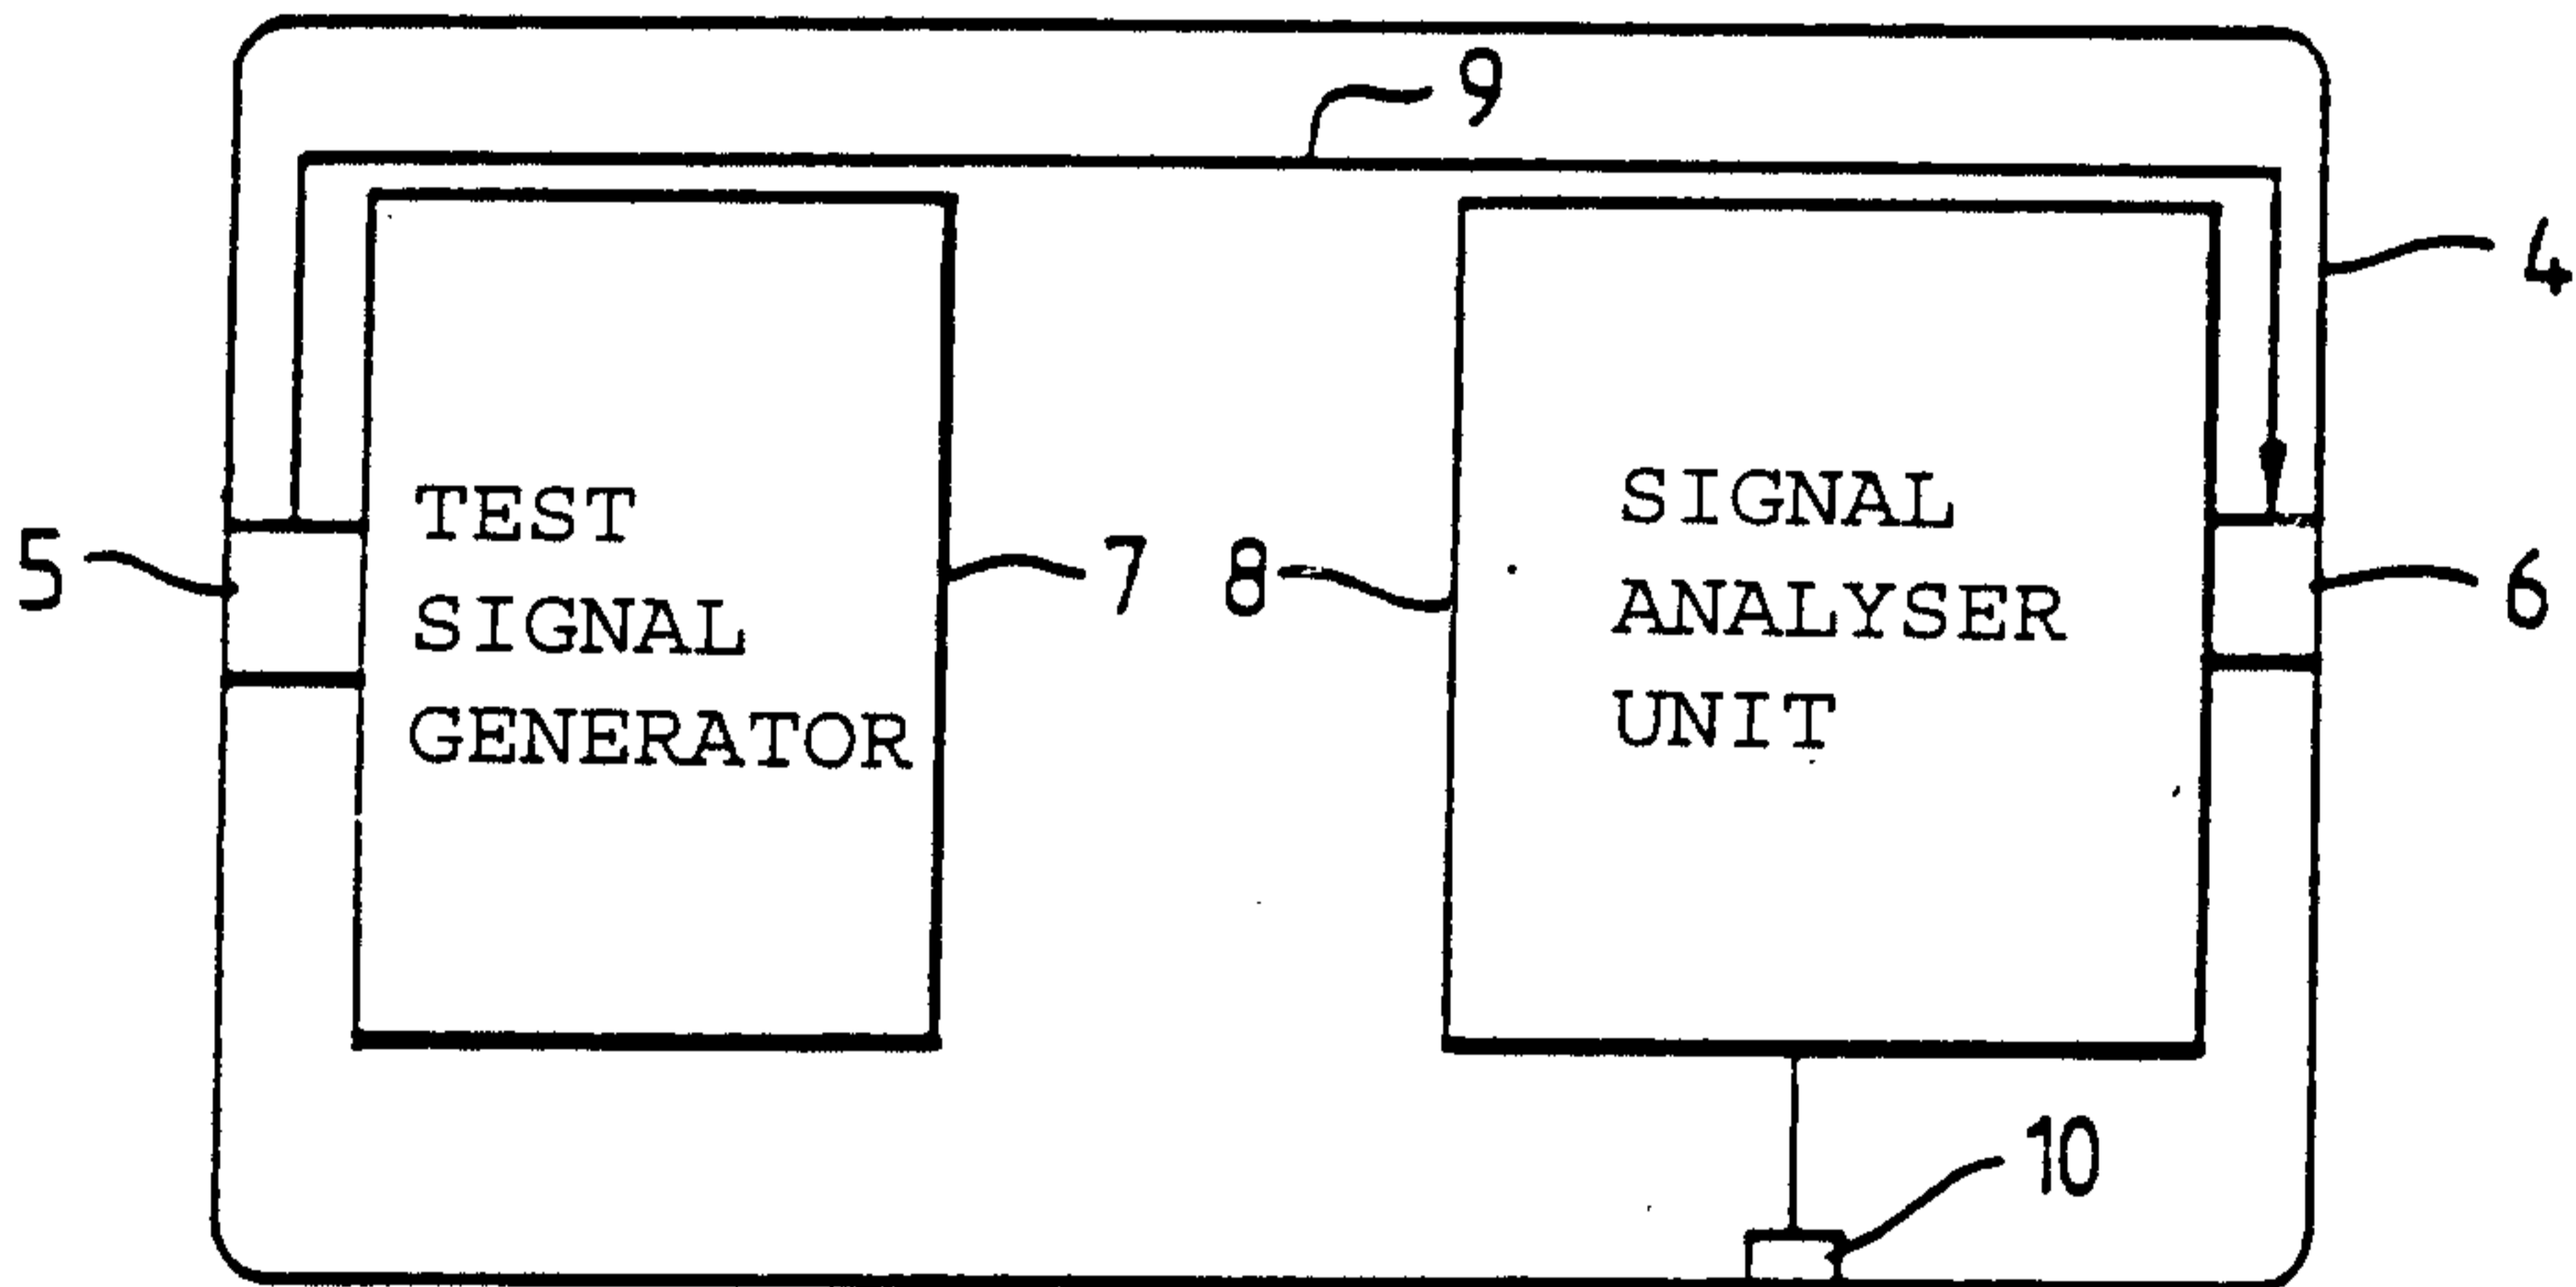 9
4
TEST
SIGNAL
GENERATOR
SIGNAL
ANALYSER
UNIT
5
7
8
6
10